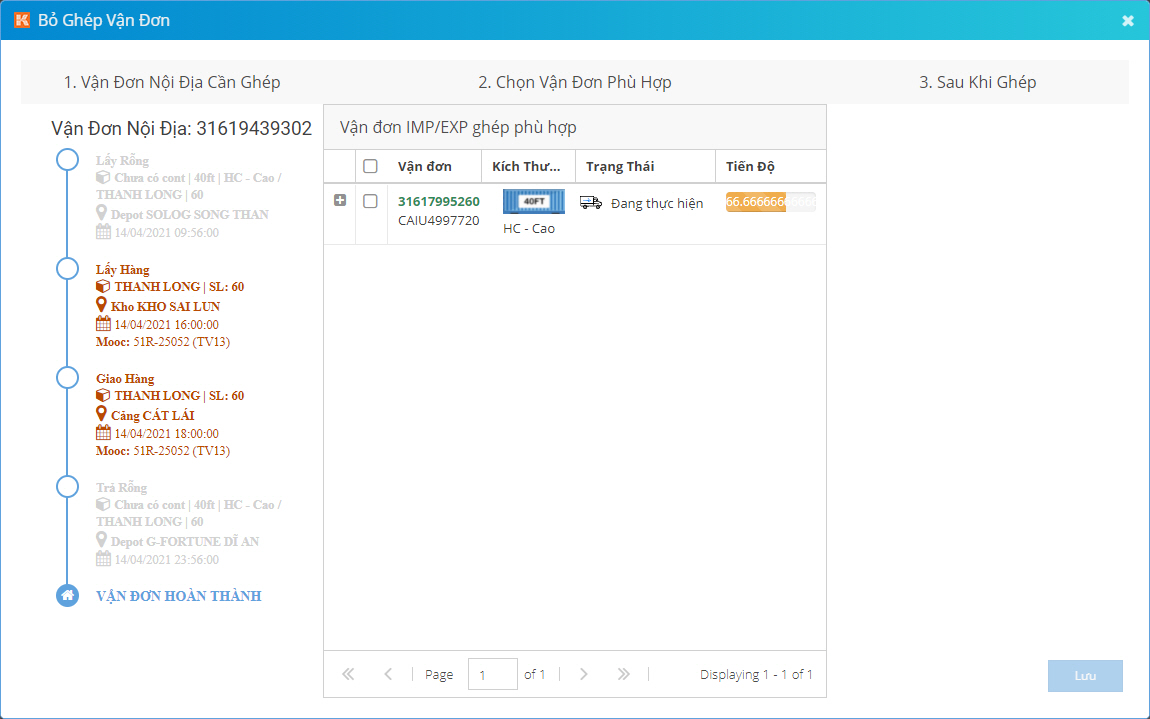 Bỏ Ghép Vận Đơn
1. Vận Đơn Nội Địa Cần Ghép
2. Chọn Vận Đơn Phù Hợp
3. Sau Khi Ghép
Vận Đơn Nội Địa: 31619439302
Lấy Rỗng
Chưa có cont | 40ft | HC - Cao /
THANH LONG | 60
Depot SOLOG SONG THAN
14/04/2021 09:56:00
Lấy Hàng
THANH LONG | SL: 60
Kho KHO SAI LUN
14/04/2021 16:00:00
Mooc: 51R-25052 (TV13)
Giao Hàng
THANH LONG | SL: 60
Cảng CÁT LÁI
14/04/2021 18:00:00
Mooc: 51R-25052 (TV13)
Trả Rỗng
Chưa có cont | 40ft | HC - Cao /
THANH LONG | 60
Depot G-FORTUNE DĨ AN
14/04/2021 23:56:00
VẬN ĐƠN HOÀN THÀNH
Vận đơn IMP/EXP ghép phù hợp
Vận đơn
Kích Thư...
Trạng Thái
Tiến Độ
31617995260
CAIU4997720
40FT
HC - Cao
Đang thực hiện
Page
1
of 1
Displaying 1 - 1 of 1
Lưu